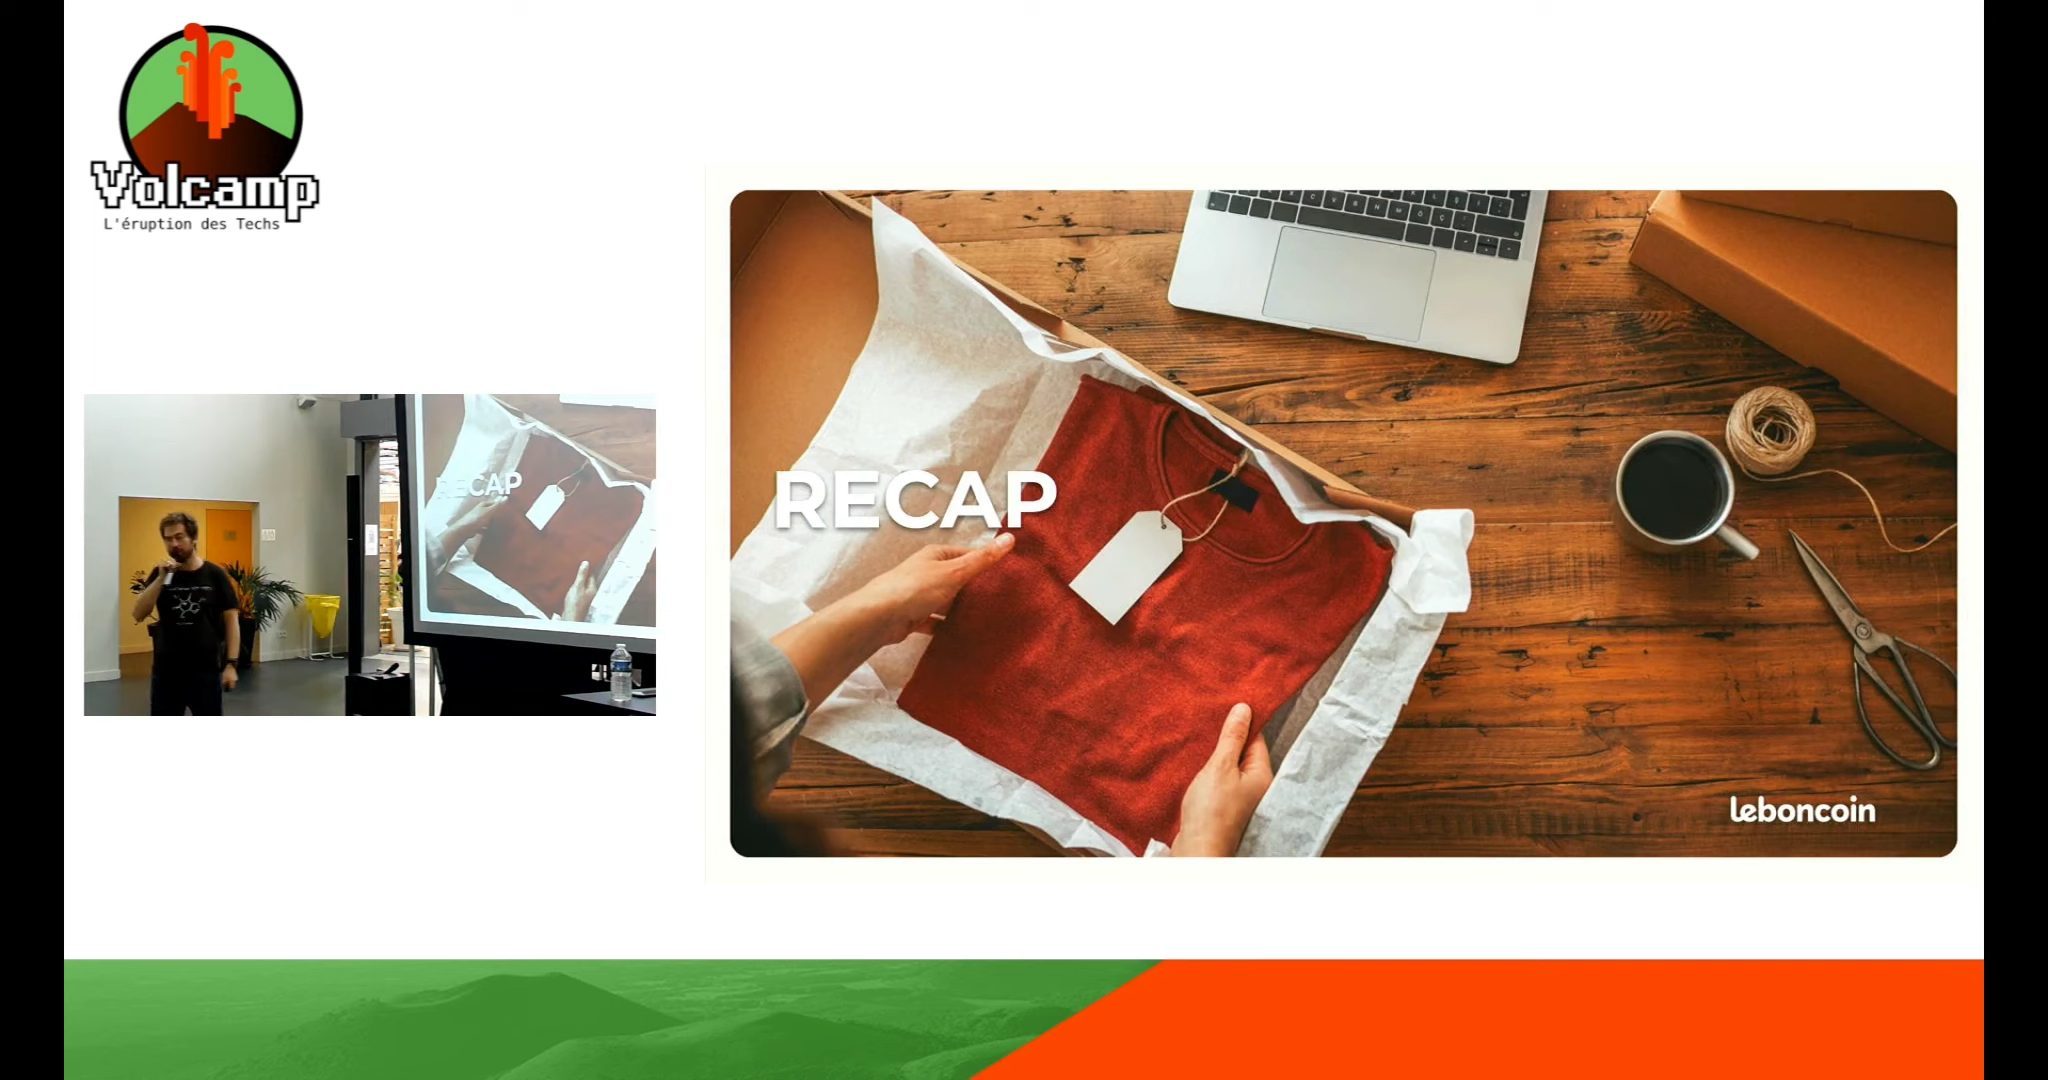 Volcamp
L'éruption des Techs
RECAP
RECAP
leboncoin